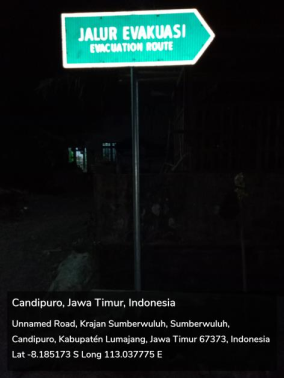 JALUR EVAKUASI
EVACUATION ROUTE
Candipuro, Jawa Timur, Indonesia
Unnamed Road, Krajan Sumberwuluh, Sumberwuluh,
Candipuro, Kabupatén Lumajang, Jawa Timur 67373, Indonesia
Lat -8.185173 S Long 113.037775 E